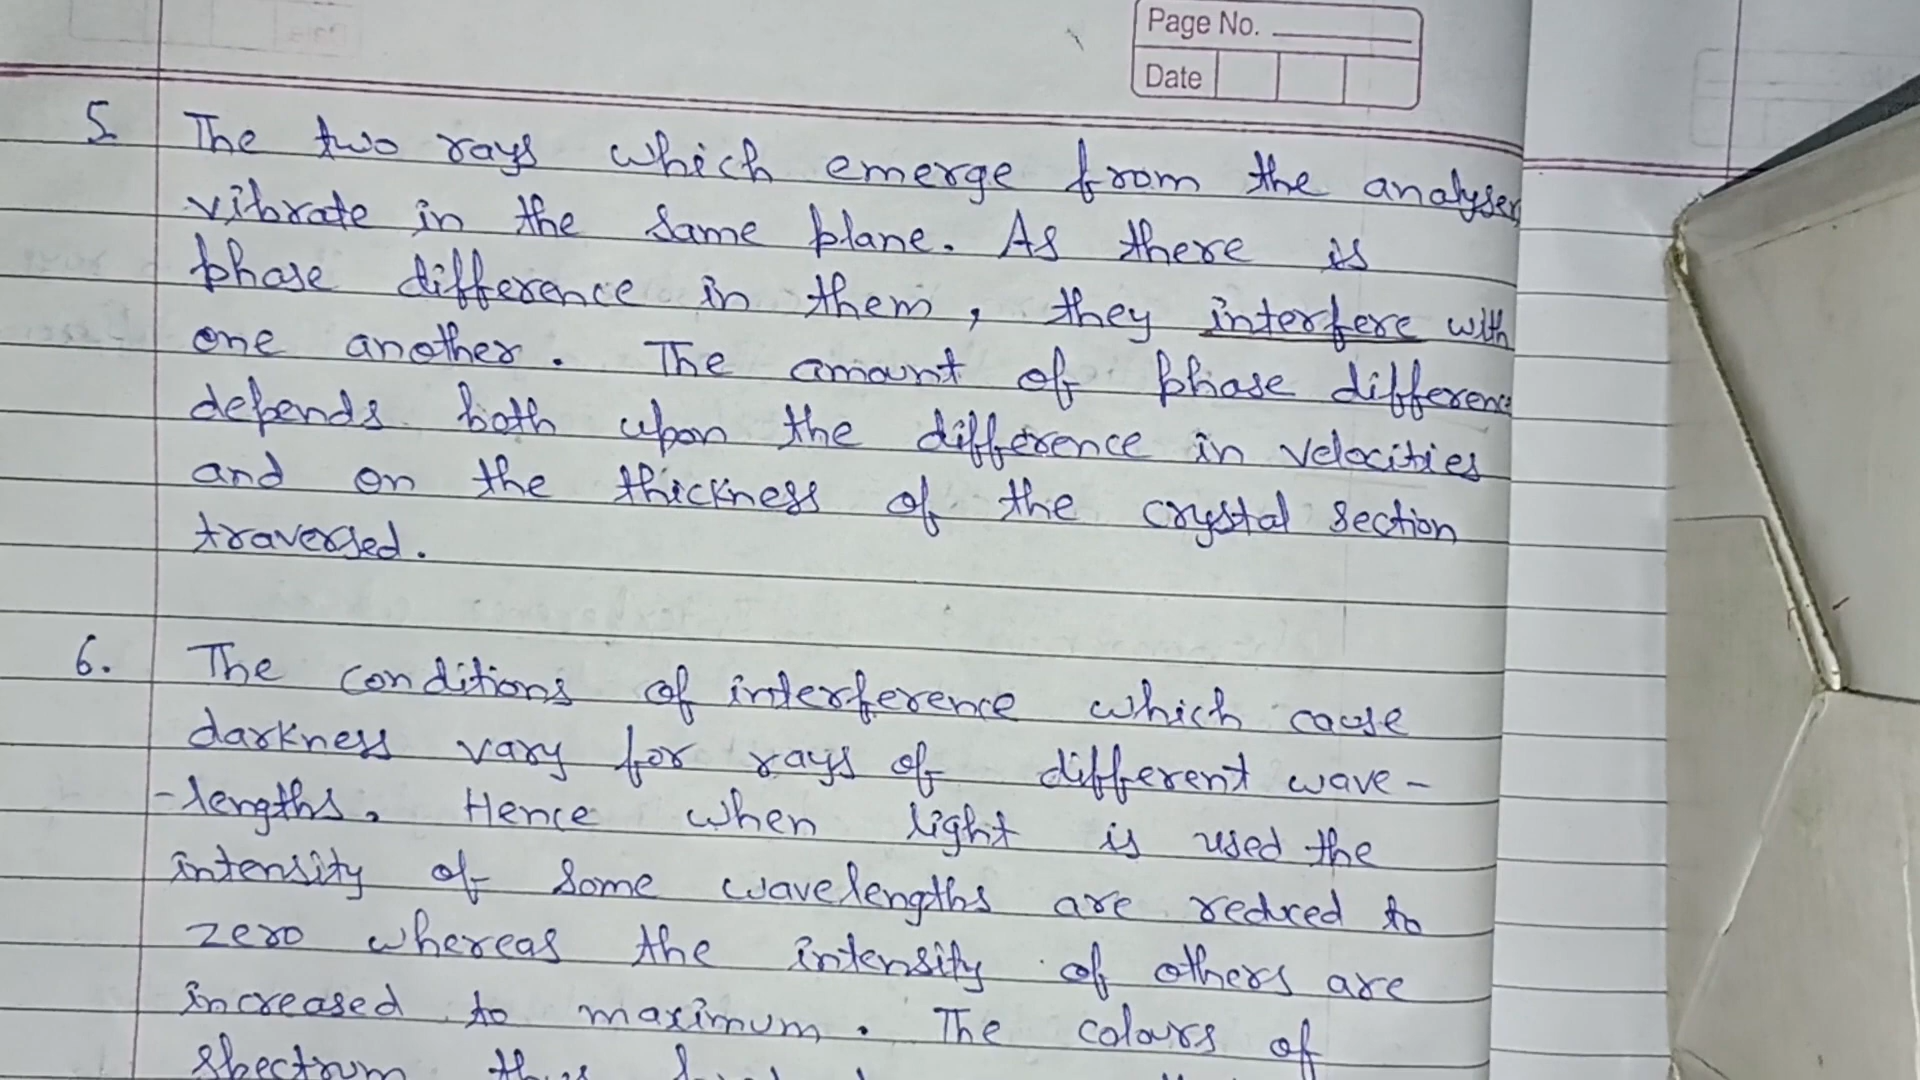 Page No.
Date
5. The two rays which emerge from the analyser,
vibrate in the same plane. As there is
phase difference in them, they interfere with
one another. The amount of phase difference
depends both upon the difference in velocities
and on the thickness of the crystal section
traversed.
6. The conditions of interference which cause
darkness vary for rays of different wave-
-lengths. Hence when light is used the
intensity of some wavelengths are reduced to
zero whereas the intensity of others are
increased to maximum. The colours of
spectrum thus